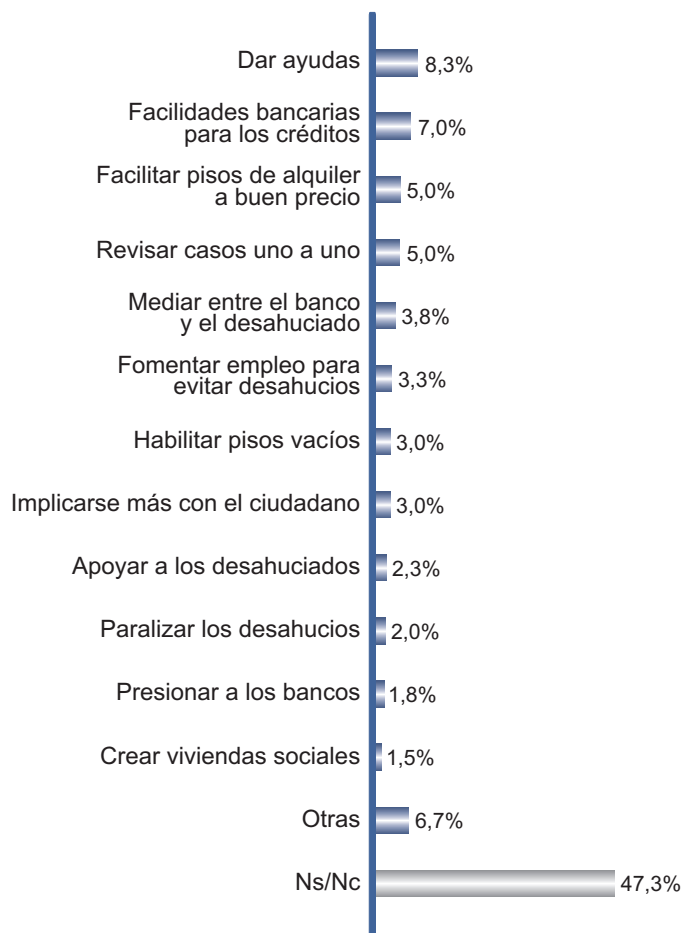 Dar ayudas 8,3%
Facilidades bancarias
para los créditos 7,0%
Facilitar pisos de alquiler
a buen precio 5,0%
Revisar casos uno a uno 5,0%
Mediar entre el banco
y el desahuciado 3,8%
Fomentar empleo para
evitar desahucios 3,3%
Habilitar pisos vacíos 3,0%
Implicarse más con el ciudadano 3,0%
Apoyar a los desahuciados 2,3%
Paralizar los desahucios 2,0%
Presionar a los bancos 1,8%
Crear viviendas sociales 1,5%
Otras 6,7%
Ns/Nc 47,3%